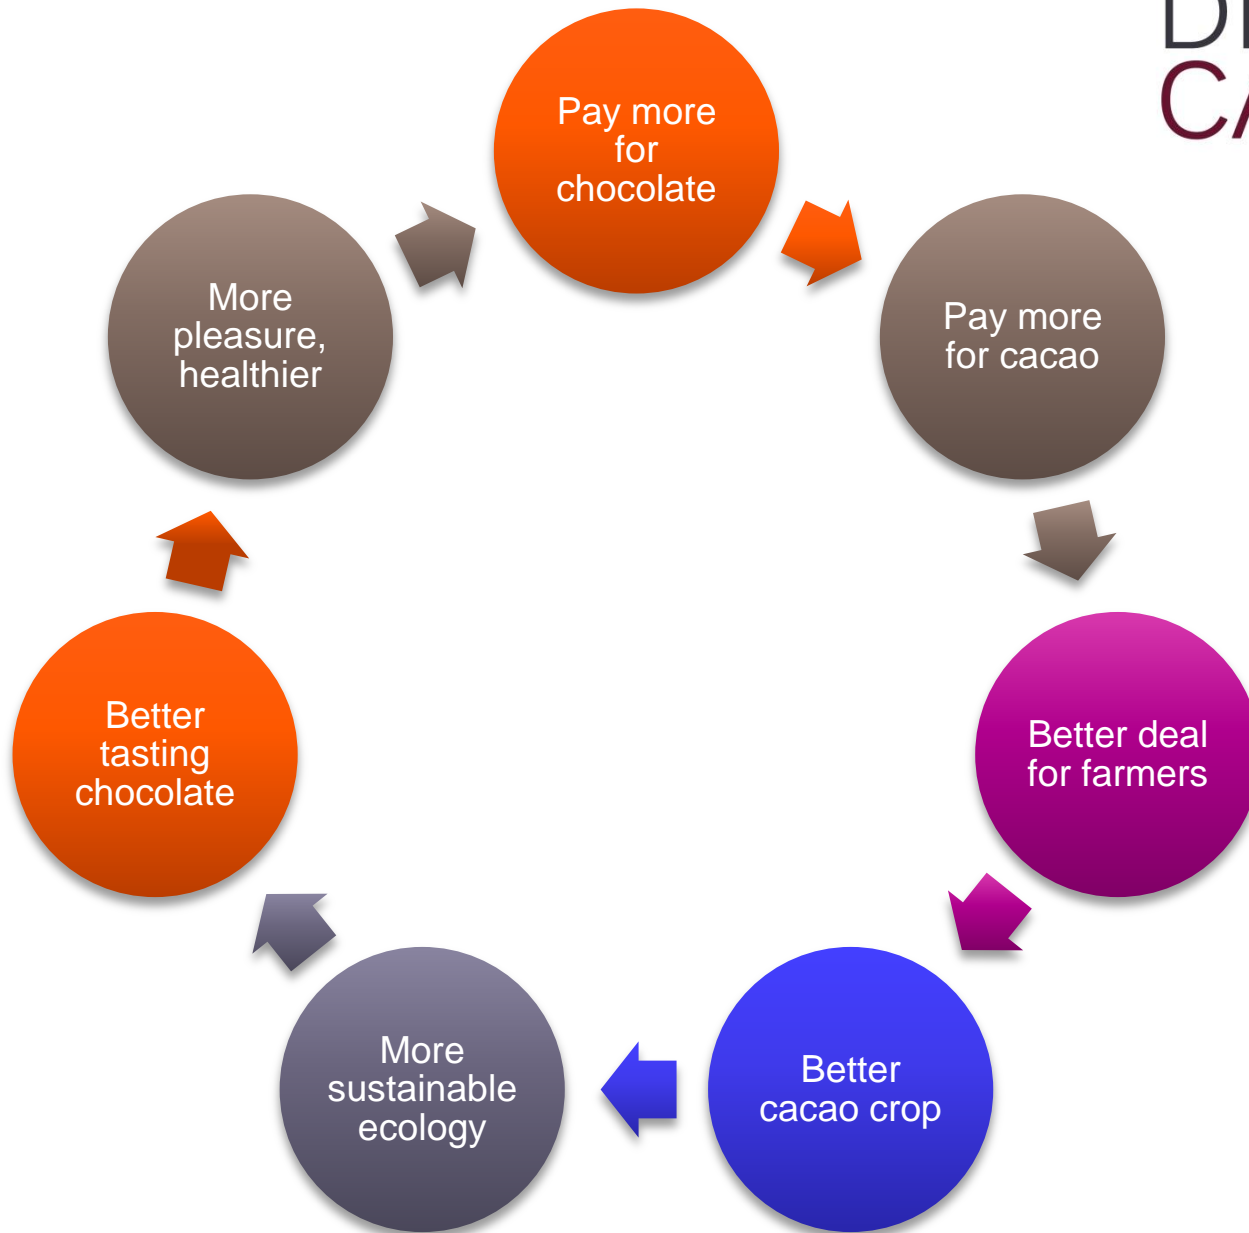 Pay more
for
chocolate
Pay more
for cacao
Better deal
for farmers
Better
cacao crop
More
sustainable
ecology
Better
tasting
chocolate
More
pleasure,
healthier